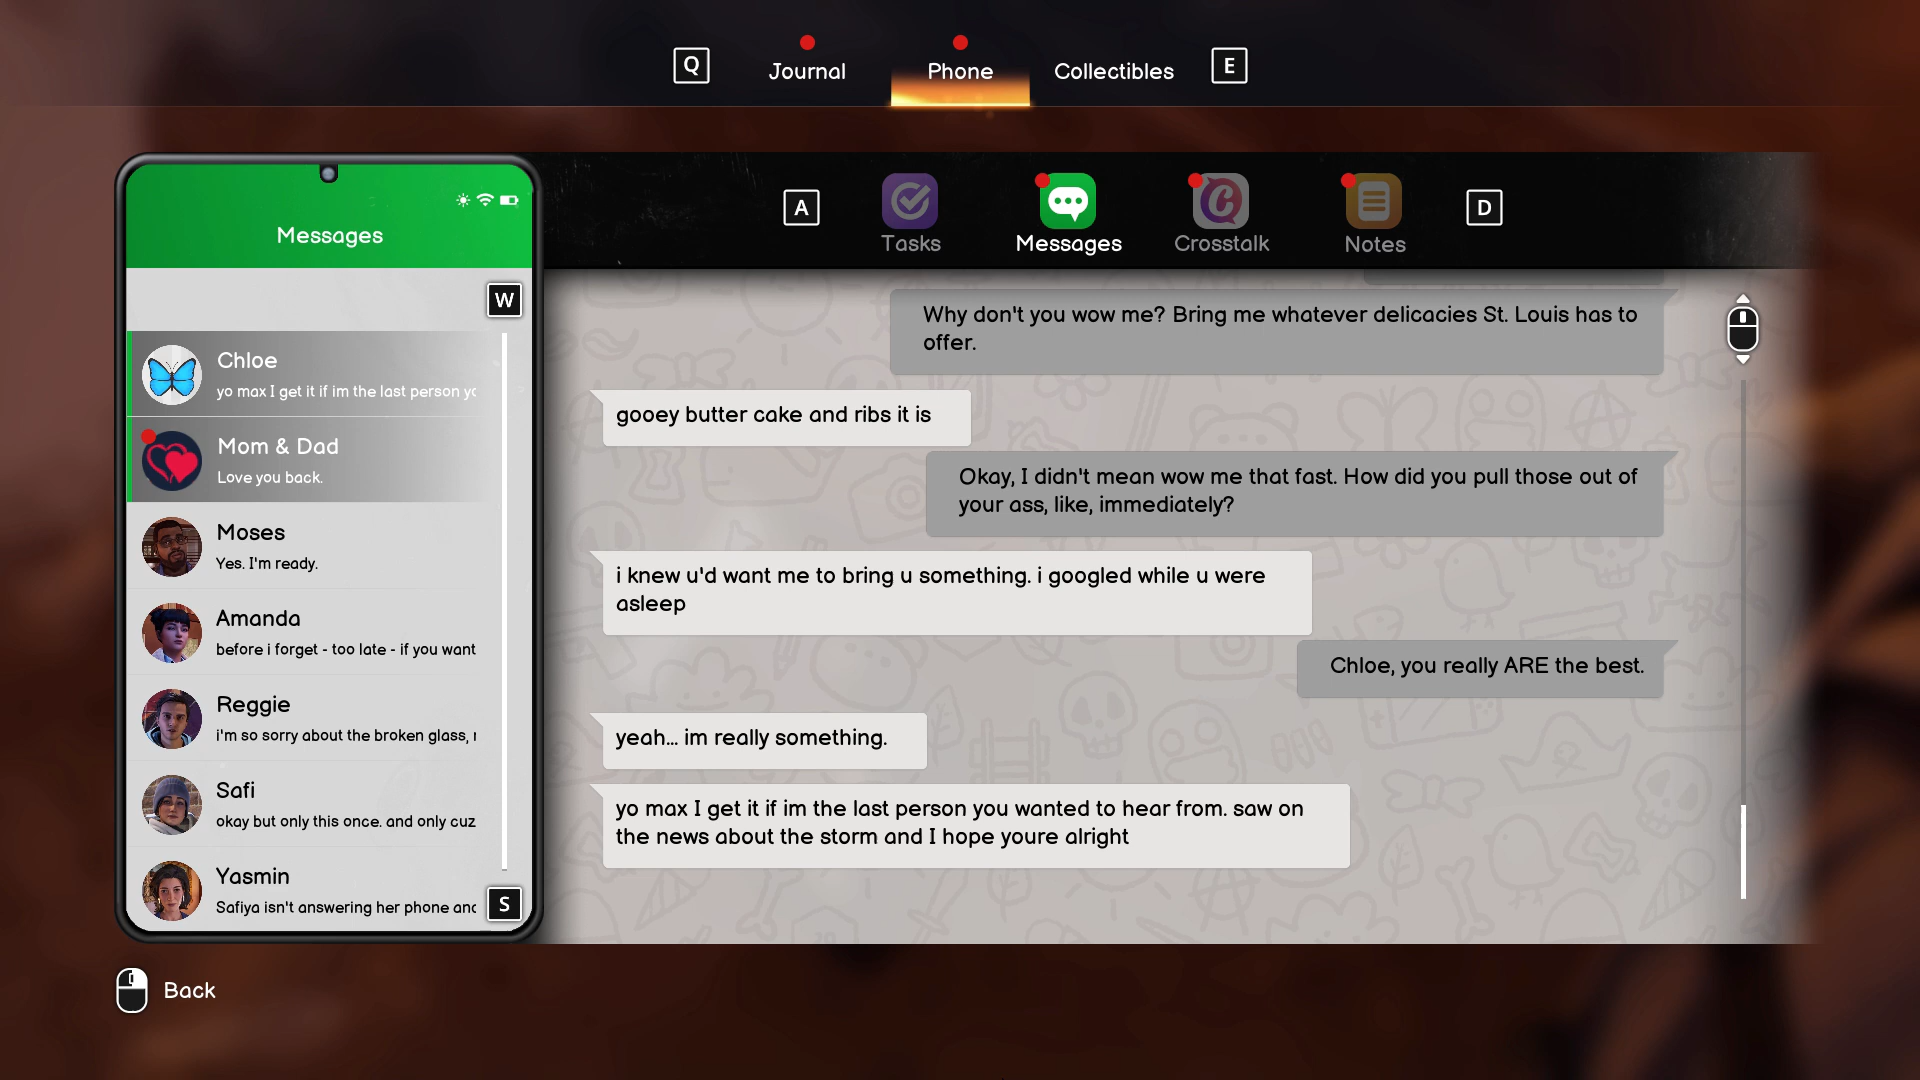 Q
Journal
Phone
Collectibles
E
Messages
A
Tasks
Messages
Crosstalk
Notes
D
W
Chloe
yo max I get it if im the last person yo
Mom & Dad
Love you back.
Moses
Yes. I'm ready.
Amanda
before i forget - too late - if you want
Reggie
i'm so sorry about the broken glass,
Safi
okay but only this once. and only cuz
Yasmin
Safiya isn't answering her phone and
S
Why don't you wow me? Bring me whatever delicacies St. Louis has to
offer.
gooey butter cake and ribs it is
Okay, I didn't mean wow me that fast. How did you pull those out of
your ass, like, immediately?
i knew u'd want me to bring u something. i googled while u were
asleep
Chloe, you really ARE the best.
yeah... im really something.
yo max I get it if im the last person you wanted to hear from. saw on
the news about the storm and I hope youre alright
Back